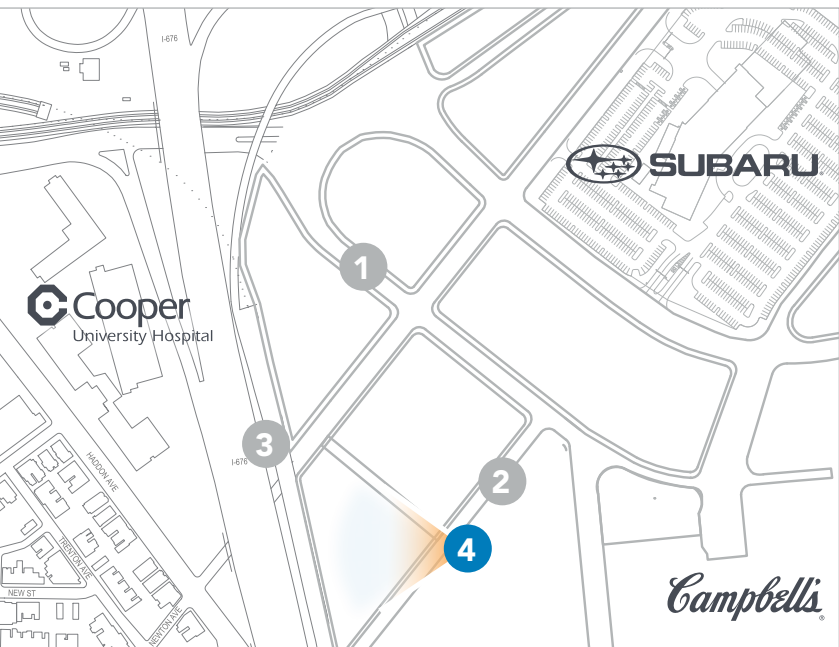 I-676
SUBARU®
1
Cooper
University Hospital
3
I-676
HADDON AVE
2
4
TRENTON AVE
NEW ST
NEWTON AVE
Campbell's®